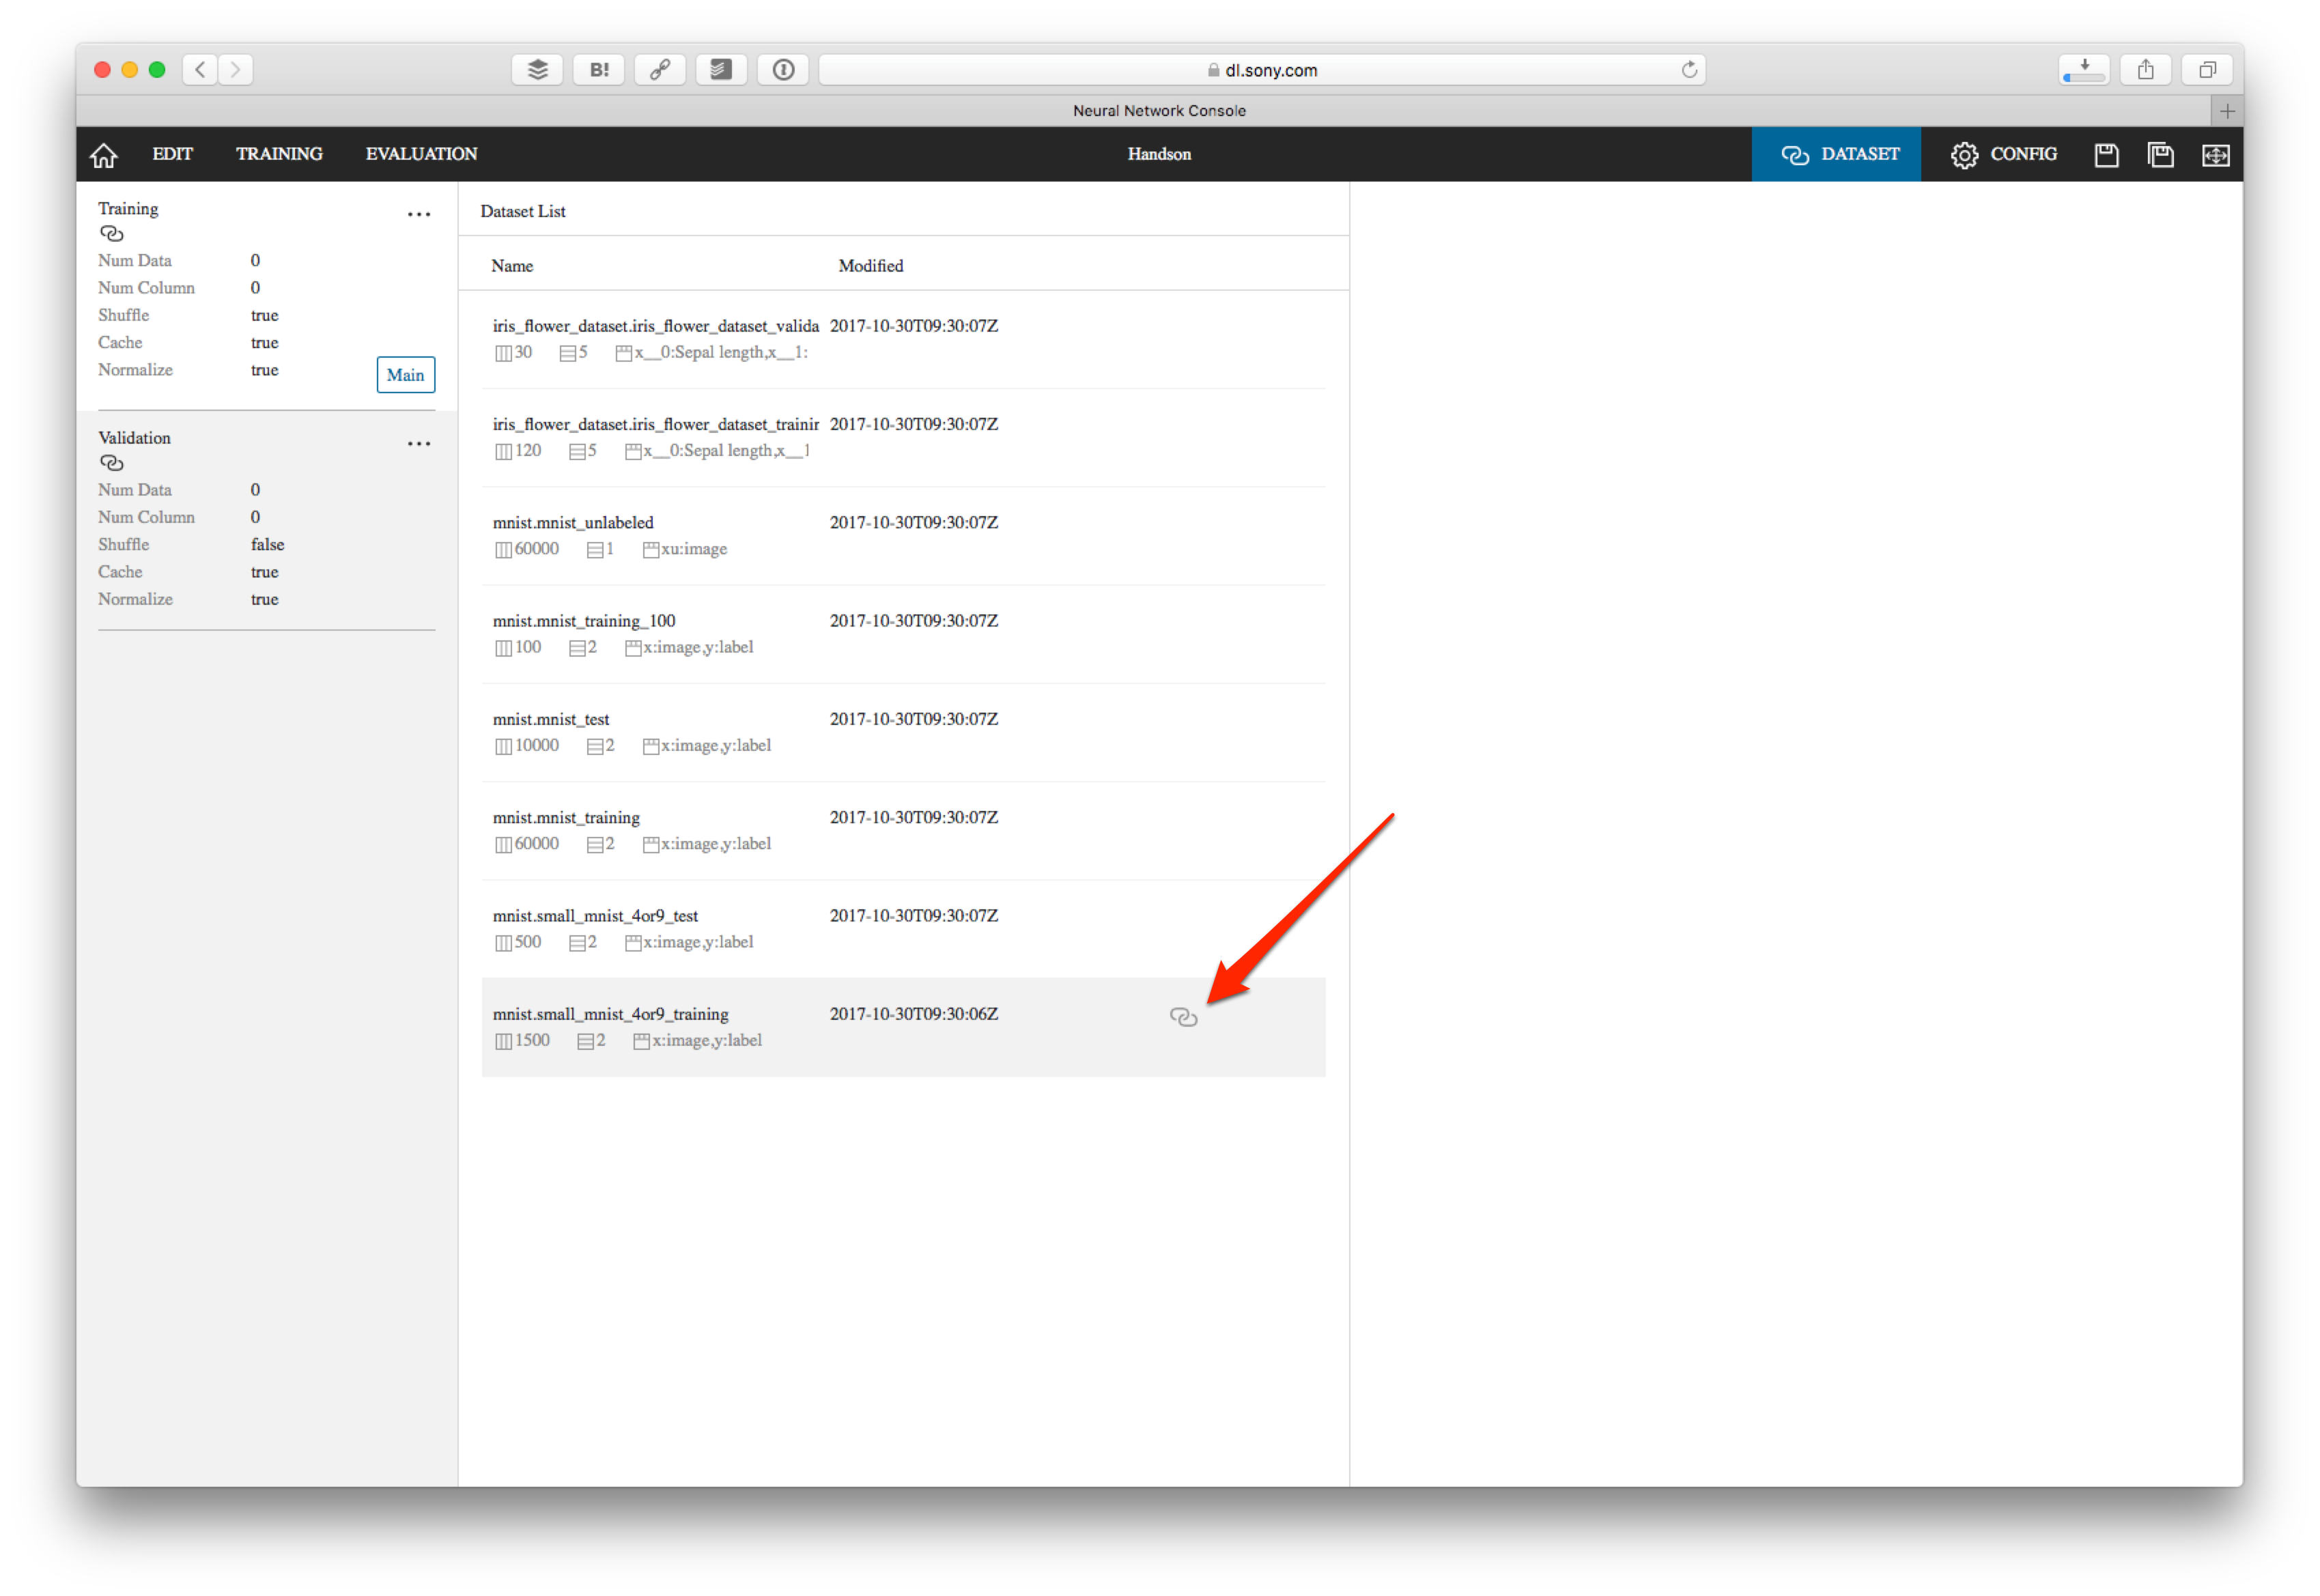 B!
dl.sony.com
Neural Network Console
EDIT TRAINING EVALUATION Handson DATASET CONFIG
Training
Num Data 0
Num Column 0
Shuffle true
Cache true
Normalize true
Main
Validation
Num Data 0
Num Column 0
Shuffle false
Cache true
Normalize true
Dataset List
Name Modified
iris_flower_dataset.iris_flower_dataset_valida 2017-10-30T09:30:07Z
30 5 x__0:Sepal length,x__1:
iris_flower_dataset.iris_flower_dataset_trainir 2017-10-30T09:30:07Z
120 5 x__0:Sepal length,x__1
mnist.mnist_unlabeled 2017-10-30T09:30:07Z
60000 1 xu:image
mnist.mnist_training_100 2017-10-30T09:30:07Z
100 2 x:image,y:label
mnist.mnist_test 2017-10-30T09:30:07Z
10000 2 x:image,y:label
mnist.mnist_training 2017-10-30T09:30:07Z
60000 2 x:image,y:label
mnist.small_mnist_4or9_test 2017-10-30T09:30:07Z
500 2 x:image,y:label
mnist.small_mnist_4or9_training 2017-10-30T09:30:06Z
1500 2 x:image,y:label